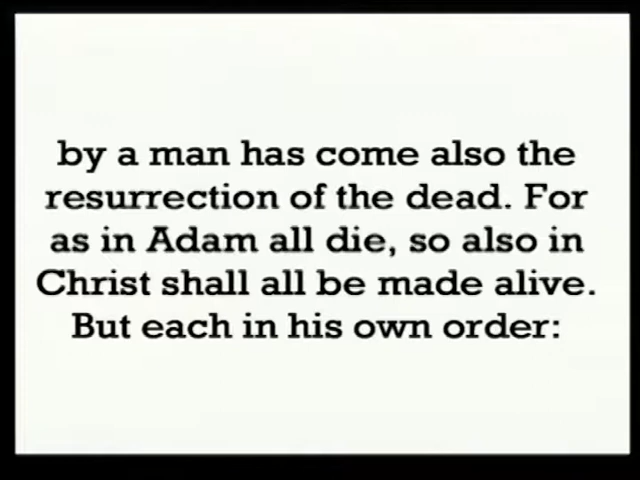 by a man has come also the
resurrection of the dead. For
as in Adam all die, so also in
Christ shall all be made alive.
But each in his own order: